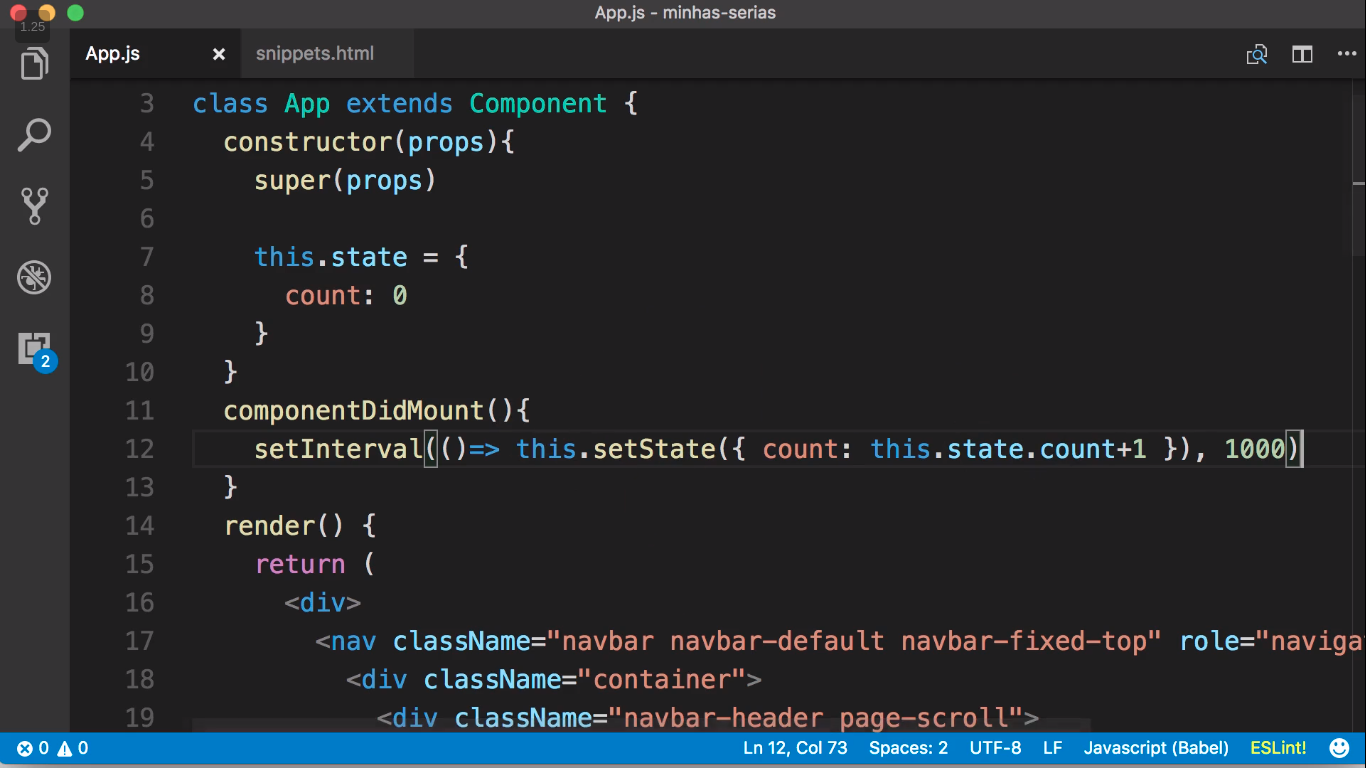 App.js - minhas-serias
1.25
App.js × snippets.html
3 class App extends Component {
4 constructor(props){
5 super(props)
6
7 this.state = {
8 count: 0
9 }
10 }
11 componentDidMount(){
12 setInterval(()=> this.setState({ count: this.state.count+1 }), 1000)
13 }
14 render() {
15 return (
16 <div>
17 <nav className="navbar navbar-default navbar-fixed-top" role="naviga
18 <div className="container">
19 <div className="navbar-header page-scroll">
2
0 0 Ln 12, Col 73 Spaces: 2 UTF-8 LF Javascript (Babel) ESLint!